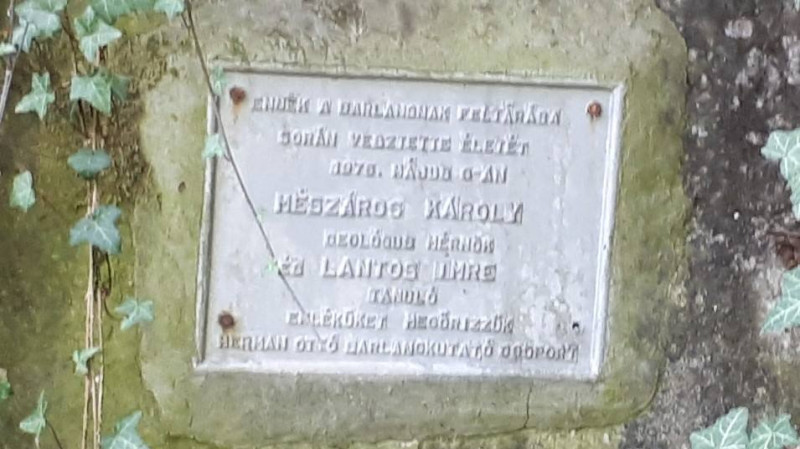 ENNEK A BARLANGNAK FELTÁRÁSA
SORÁN VESZTETTE ÉLETÉT
MÁJUS 6-ÁN
MÉSZÁROS KÁROLY
GEOLÓGUS MÉRNÖK
ÉS LANTOS IMRE
TANULÓ
EMLÉKÜKET MEGŐRIZZÜK
HERMAN OTTÓ BARLANGKUTATÓ CSOPORT